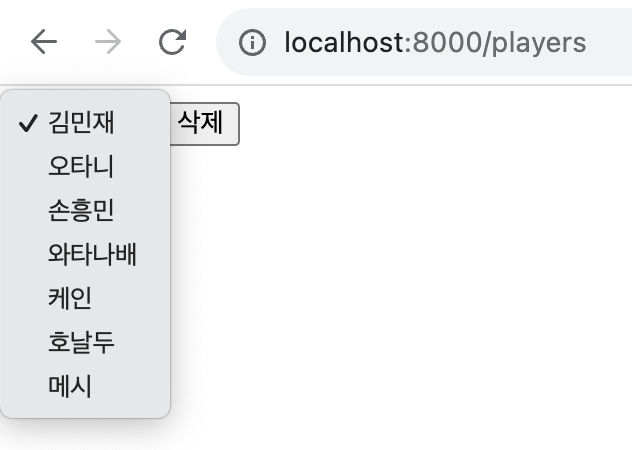 localhost:8000/players
✓ 김민재 삭제
오타니
손흥민
와타나배
케인
호날두
메시